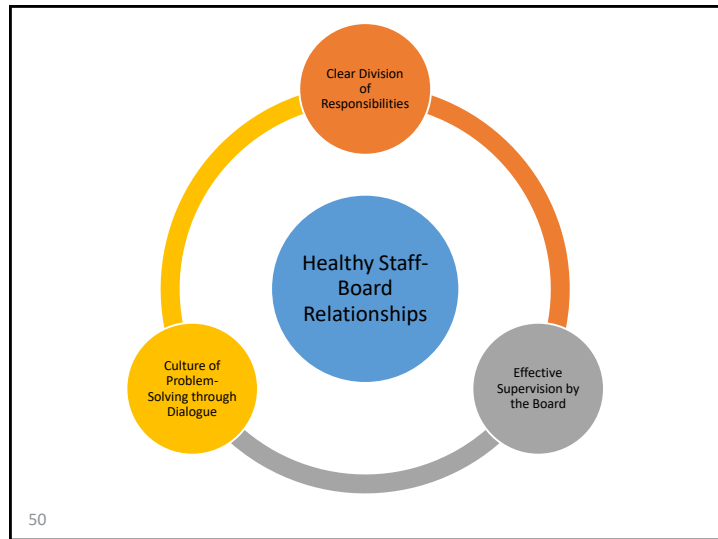 Clear Division
of
Responsibilities
Healthy Staff-
Board
Relationships
Culture of
Problem-
Solving through
Dialogue
Effective
Supervision by
the Board
50